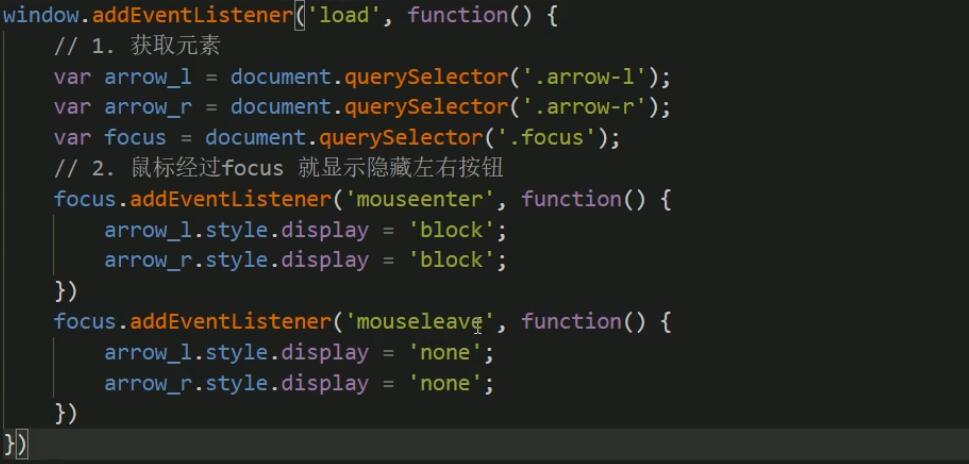 window.addEventListener('load', function() {
    // 1. 获取元素
    var arrow_l = document.querySelector('.arrow-l');
    var arrow_r = document.querySelector('.arrow-r');
    var focus = document.querySelector('.focus');
    // 2. 鼠标经过focus 就显示隐藏左右按钮
    focus.addEventListener('mouseenter', function() {
        arrow_l.style.display = 'block';
        arrow_r.style.display = 'block';
    })
    focus.addEventListener('mouseleave', function() {
        arrow_l.style.display = 'none';
        arrow_r.style.display = 'none';
    })
})